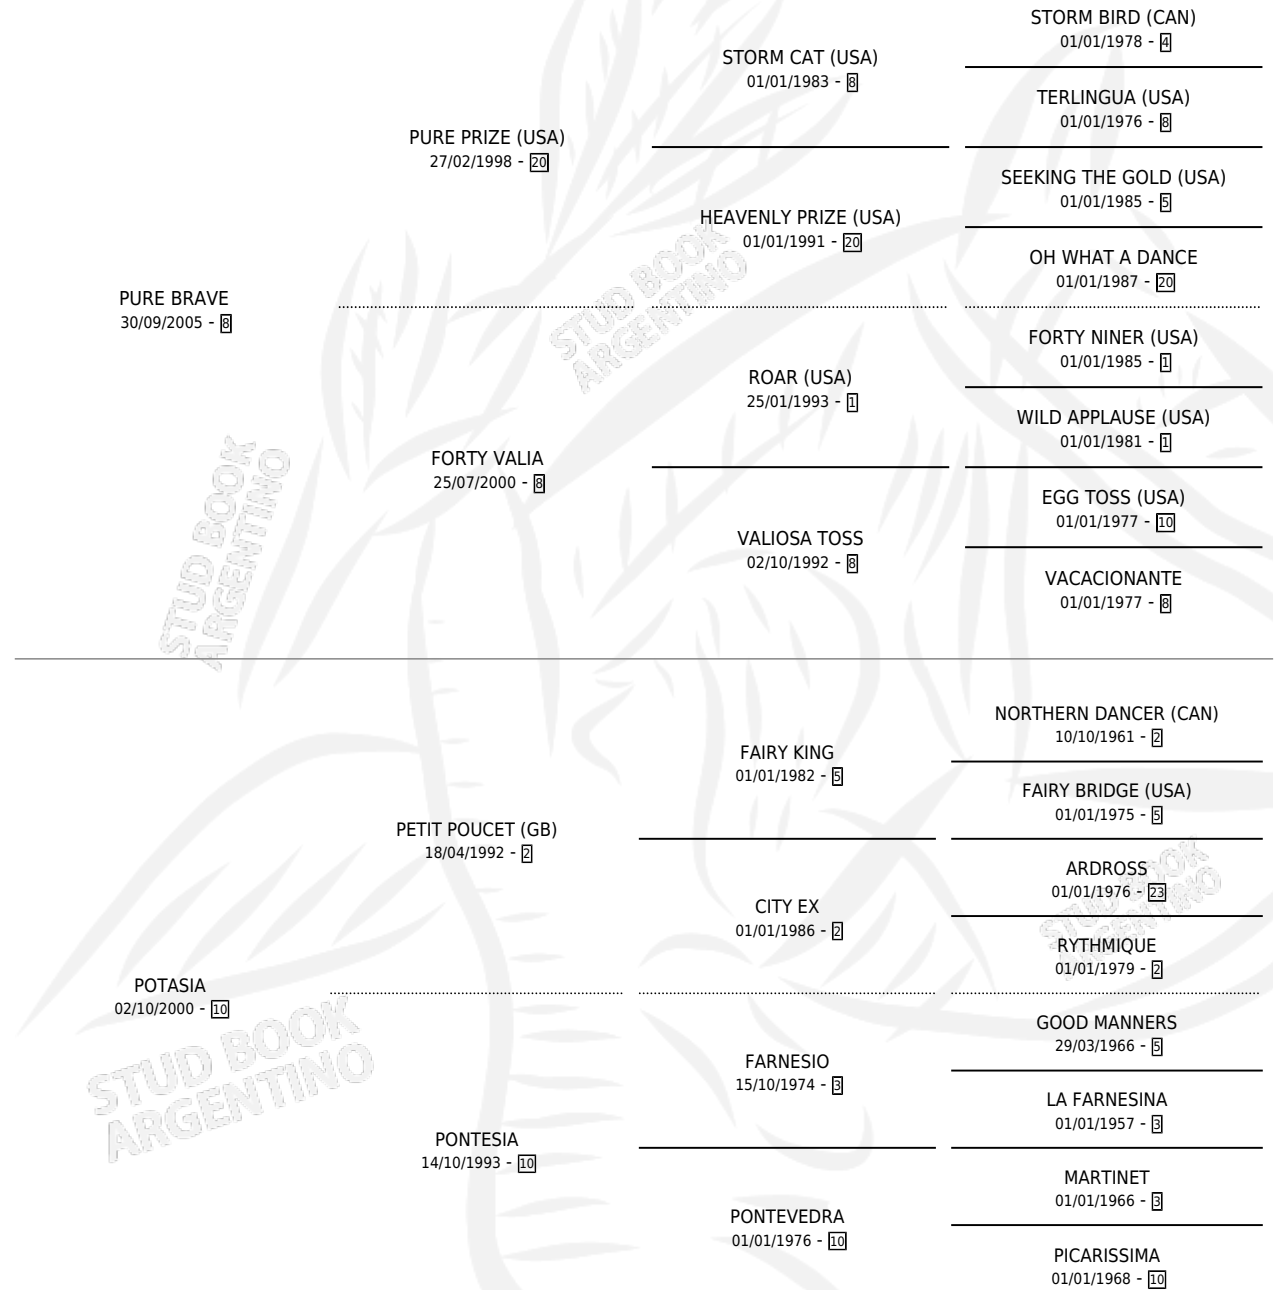 STORM BIRD (CAN)
01/01/1978 - 4
STORM CAT (USA)
01/01/1983 - 8
TERLINGUA (USA)
01/01/1976 - 8
PURE PRIZE (USA)
27/02/1998 - 20
SEEKING THE GOLD (USA)
01/01/1985 - 5
HEAVENLY PRIZE (USA)
01/01/1991 - 20
OH WHAT A DANCE
01/01/1987 - 20
PURE BRAVE
30/09/2005 - 8
FORTY NINER (USA)
01/01/1985 - 1
ROAR (USA)
25/01/1993 - 1
WILD APPLAUSE (USA)
01/01/1981 - 1
FORTY VALIA
25/07/2000 - 8
EGG TOSS (USA)
01/01/1977 - 10
VALIOSA TOSS
02/10/1992 - 8
VACACIONANTE
01/01/1977 - 8
STUD BOOK
ARGENTINO
STUD BOOK
ARGENTINO
NORTHERN DANCER (CAN)
10/10/1961 - 2
FAIRY KING
01/01/1982 - 5
FAIRY BRIDGE (USA)
01/01/1975 - 5
PETIT POUCET (GB)
18/04/1992 - 2
ARDROSS
01/01/1976 - 23
CITY EX
01/01/1986 - 2
RYTHMIQUE
01/01/1979 - 2
POTASIA
02/10/2000 - 10
GOOD MANNERS
29/03/1966 - 5
FARNESIO
15/10/1974 - 3
LA FARNESINA
01/01/1957 - 3
PONTESIA
14/10/1993 - 10
MARTINET
01/01/1966 - 3
PONTEVEDRA
01/01/1976 - 10
PICARISSIMA
01/01/1968 - 10
STUD BOOK
ARGENTINO
STUD BOOK
ARGENTINO